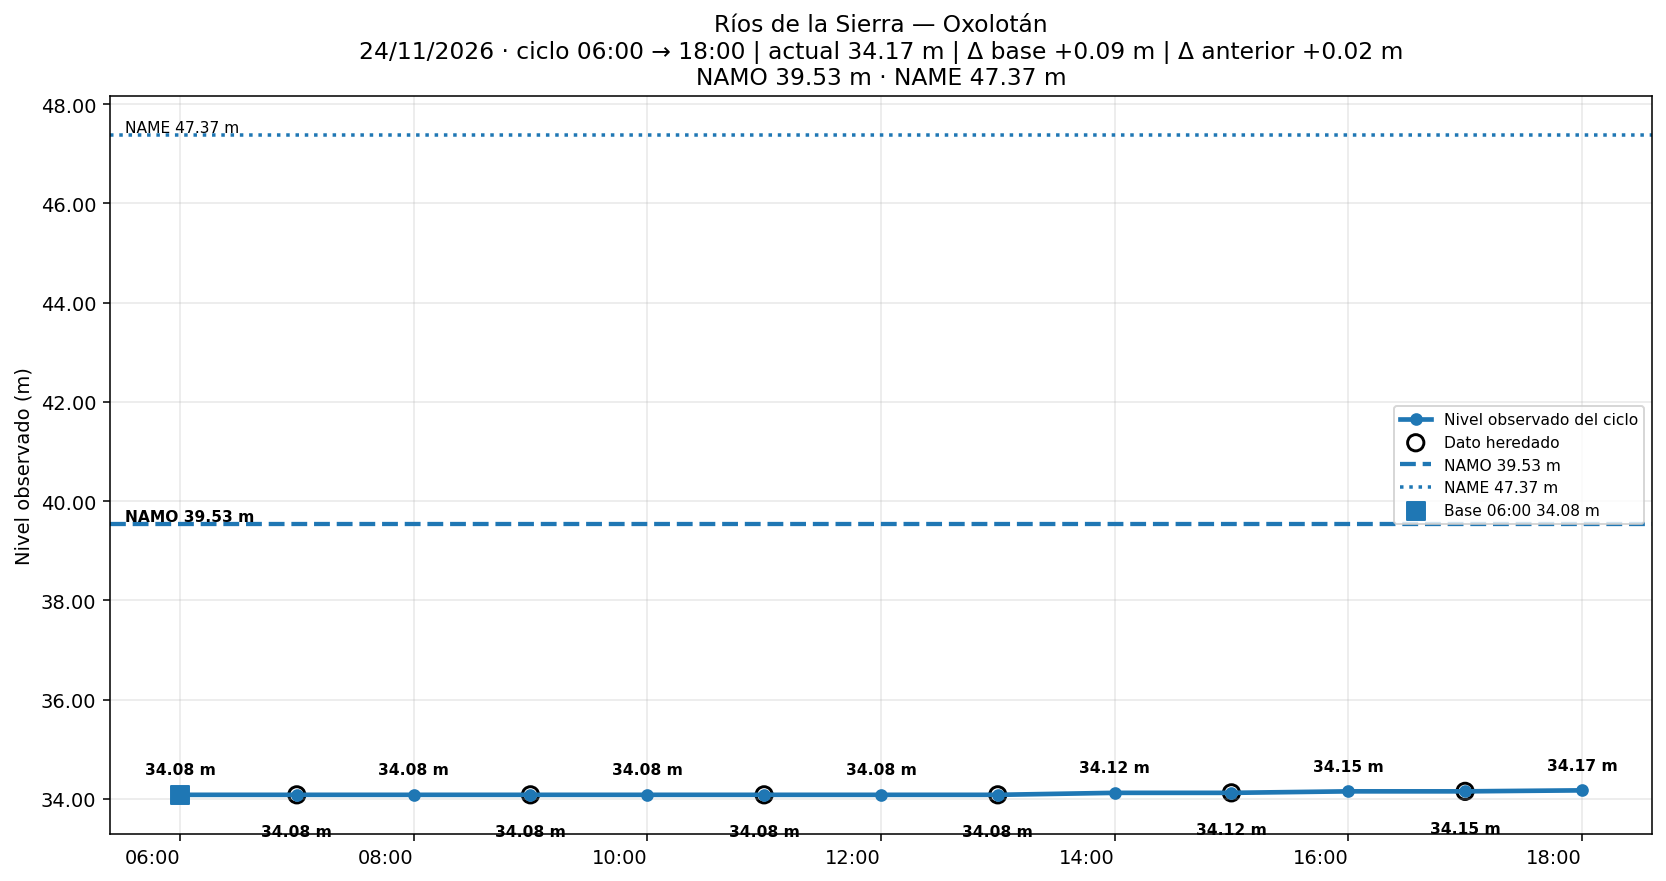 Ríos de la Sierra — Oxolotán
24/11/2026 · ciclo 06:00 → 18:00 | actual 34.17 m | Δ base +0.09 m | Δ anterior +0.02 m
NAMO 39.53 m · NAME 47.37 m
48.00
NAME 47.37 m
46.00
44.00
42.00
Nivel observado (m)
Nivel observado del ciclo
Dato heredado
NAMO 39.53 m
NAME 47.37 m
Base 06:00 34.08 m
40.00
NAMO 39.53 m
38.00
36.00
34.08 m 34.08 m 34.08 m 34.08 m 34.12 m 34.15 m 34.17 m
34.00
34.08 m 34.08 m 34.08 m 34.08 m 34.12 m 34.15 m
06:00 08:00 10:00 12:00 14:00 16:00 18:00